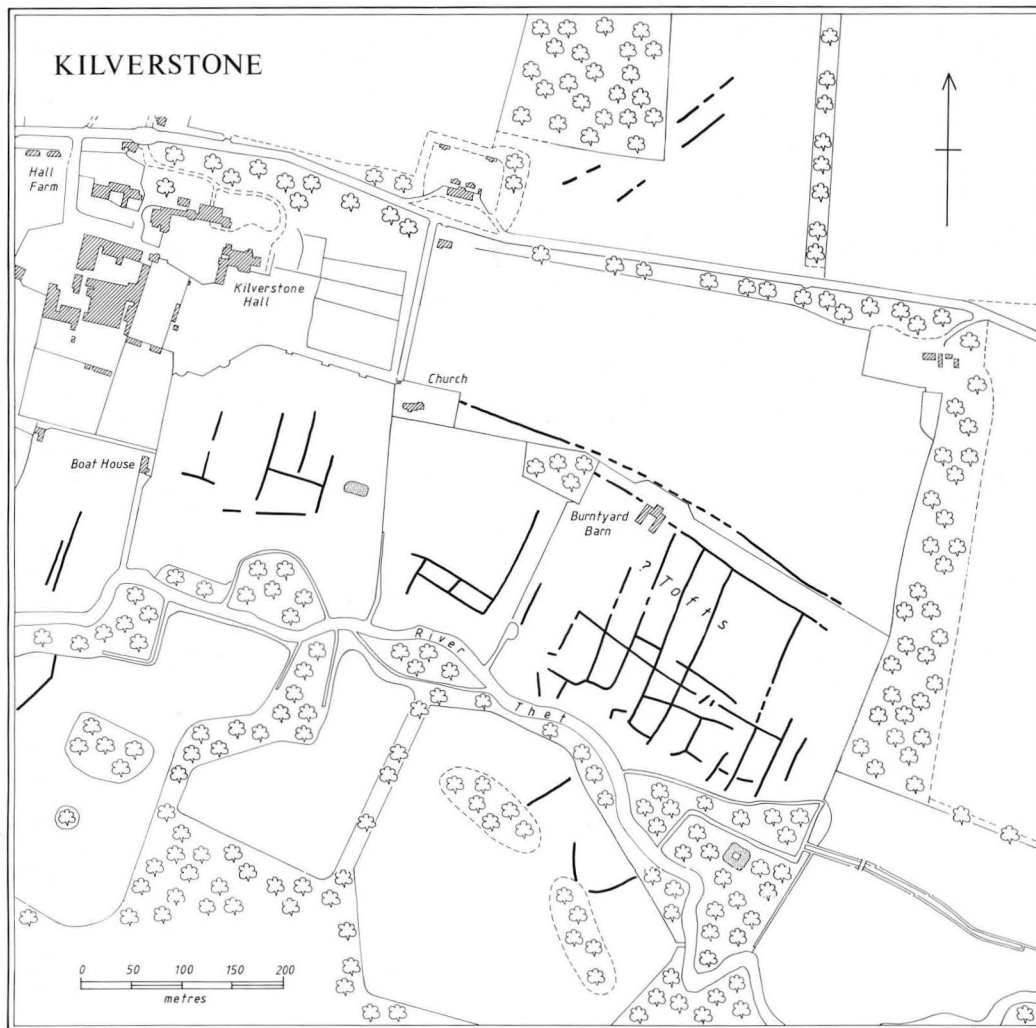 KILVERSTONE
Hall
Farm
Kilverstone
Hall
Church
Boat House
Burntyard
Barn
? Tofts
River
Thet
0 50 100 150 200
metres